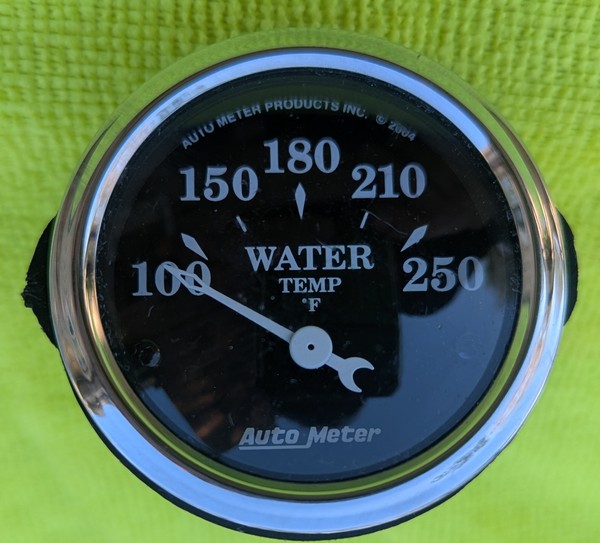 AUTO METER PRODUCTS INC. © 2004
180
150 210
100 250
WATER
TEMP
°F
Auto Meter